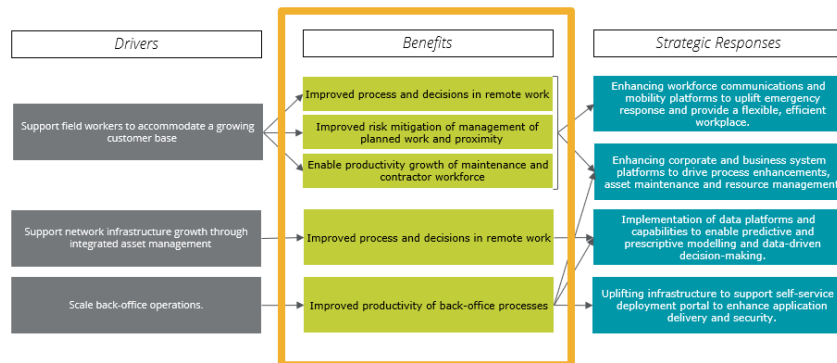 Drivers
Benefits
Strategic Responses
Support field workers to accommodate a growing
customer base
Improved process and decisions in remote work
Improved risk mitigation of management of
planned work and proximity
Enable productivity growth of maintenance and
contractor workforce
Enhancing workforce communications and
mobility platforms to uplift emergency
response and provide a flexible, efficient
workplace.
Enhancing corporate and business system
platforms to drive process enhancements,
asset maintenance and resource management
Support network infrastructure growth through
integrated asset management
Improved process and decisions in remote work
Implementation of data platforms and
capabilities to enable predictive and
prescriptive modelling and data-driven
decision-making.
Scale back-office operations.
Improved productivity of back-office processes
Uplifting infrastructure to support self-service
deployment portal to enhance application
delivery and security.